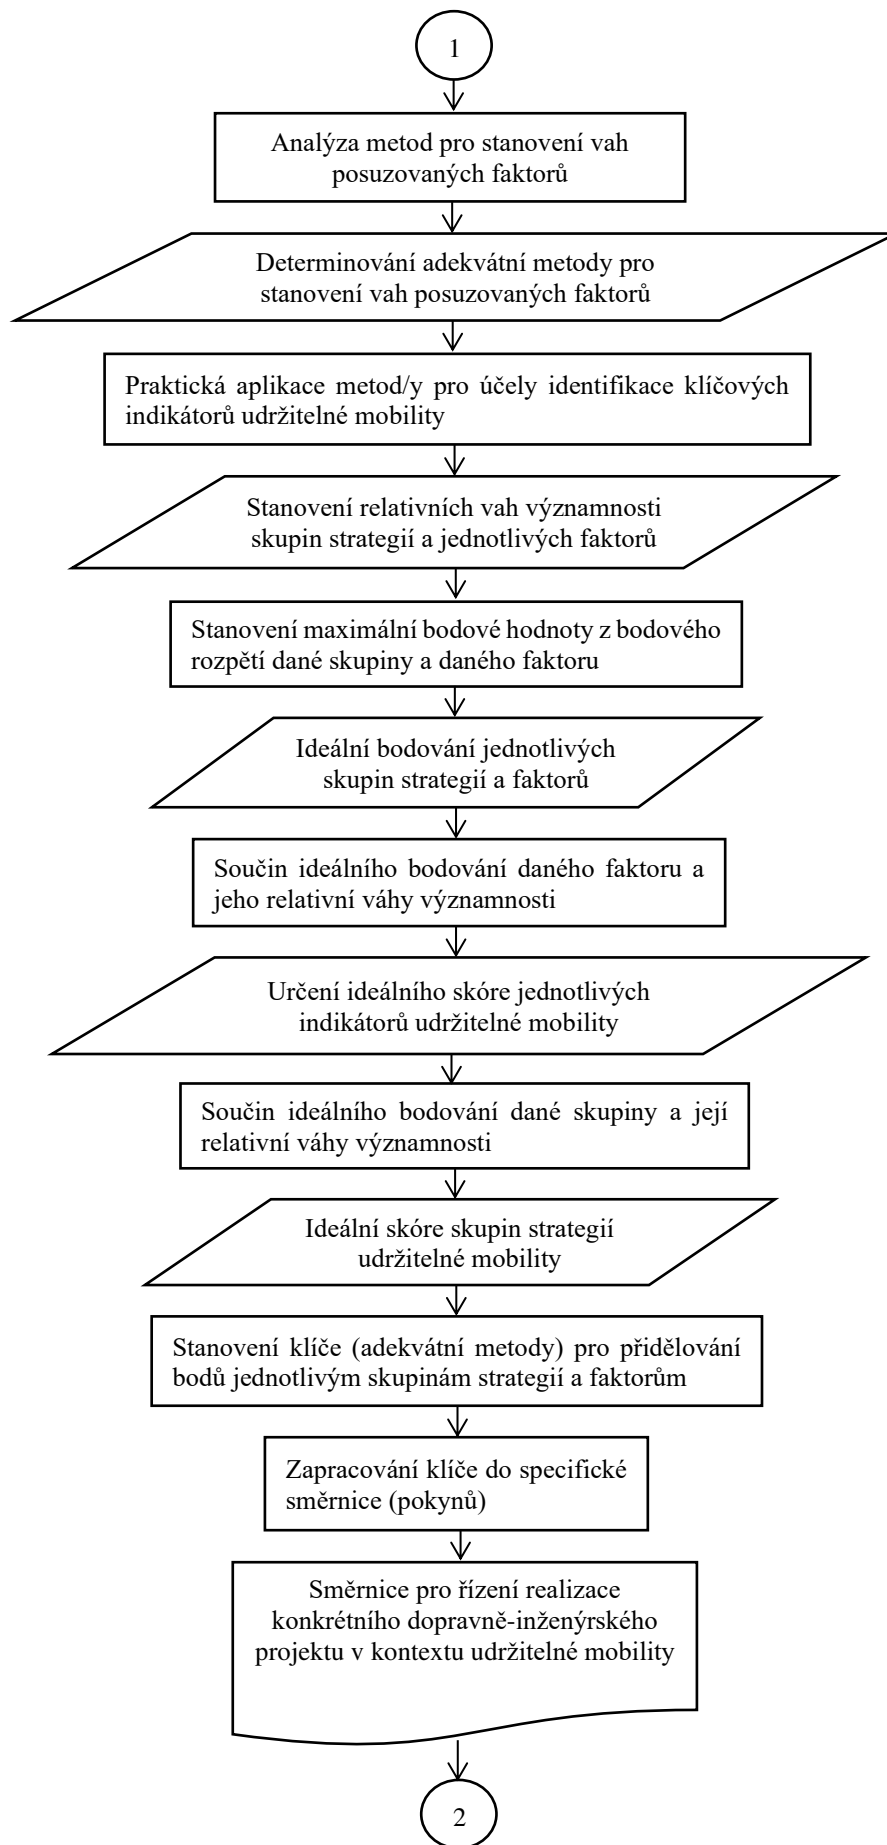 1
Analýza metod pro stanovení vah
posuzovaných faktorů
Determinování adekvátní metody pro
stanovení vah posuzovaných faktorů
Praktická aplikace metod/y pro účely identifikace klíčových
indikátorů udržitelné mobility
Stanovení relativních vah významnosti
skupin strategií a jednotlivých faktorů
Stanovení maximální bodové hodnoty z bodového
rozpětí dané skupiny a daného faktoru
Ideální bodování jednotlivých
skupin strategií a faktorů
Součin ideálního bodování daného faktoru a
jeho relativní váhy významnosti
Určení ideálního skóre jednotlivých
indikátorů udržitelné mobility
Součin ideálního bodování dané skupiny a její
relativní váhy významnosti
Ideální skóre skupin strategií
udržitelné mobility
Stanovení klíče (adekvátní metody) pro přidělování
bodů jednotlivým skupinám strategií a faktorům
Zapracování klíče do specifické
směrnice (pokynů)
Směrnice pro řízení realizace
konkrétního dopravně-inženýrského
projektu v kontextu udržitelné mobility
2